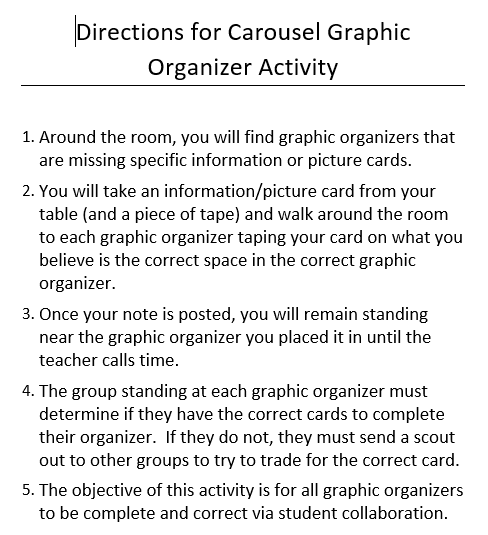 Directions for Carousel Graphic
Organizer Activity
1. Around the room, you will find graphic organizers that
are missing specific information or picture cards.
2. You will take an information/picture card from your
table (and a piece of tape) and walk around the room
to each graphic organizer taping your card on what you
believe is the correct space in the correct graphic
organizer.
3. Once your note is posted, you will remain standing
near the graphic organizer you placed it in until the
teacher calls time.
4. The group standing at each graphic organizer must
determine if they have the correct cards to complete
their organizer.  If they do not, they must send a scout
out to other groups to try to trade for the correct card.
5. The objective of this activity is for all graphic organizers
to be complete and correct via student collaboration.